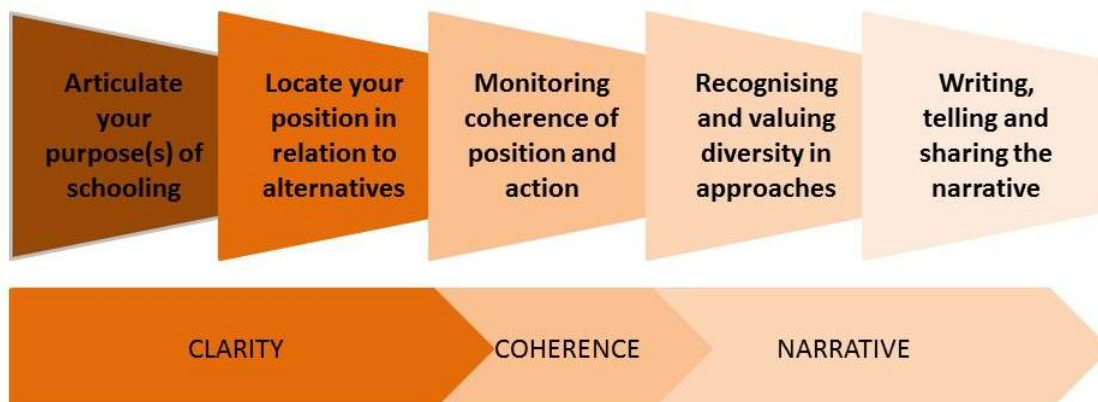 Articulate
your
purpose(s) of
schooling
Locate your
position in
relation to
alternatives
Monitoring
coherence of
position and
action
Recognising
and valuing
diversity in
approaches
Writing,
telling and
sharing the
narrative
CLARITY
COHERENCE
NARRATIVE